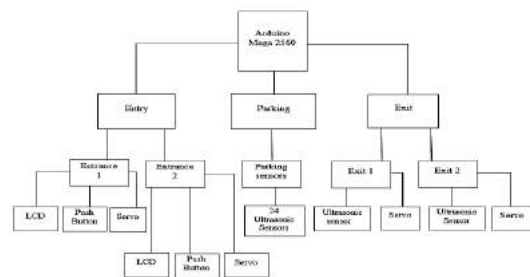 Arduino
Mega 2560
Entry
Parking
Exit
Entrance
1
Entrance
2
Parking
sensors
Exit 1
Exit 2
LCD
Push
Button
Servo
24
Ultrasonic
Sensors
Ultrasonic
sensor
Servo
Ultrasonic
Sensor
Servo
LCD
Push
Button
Servo